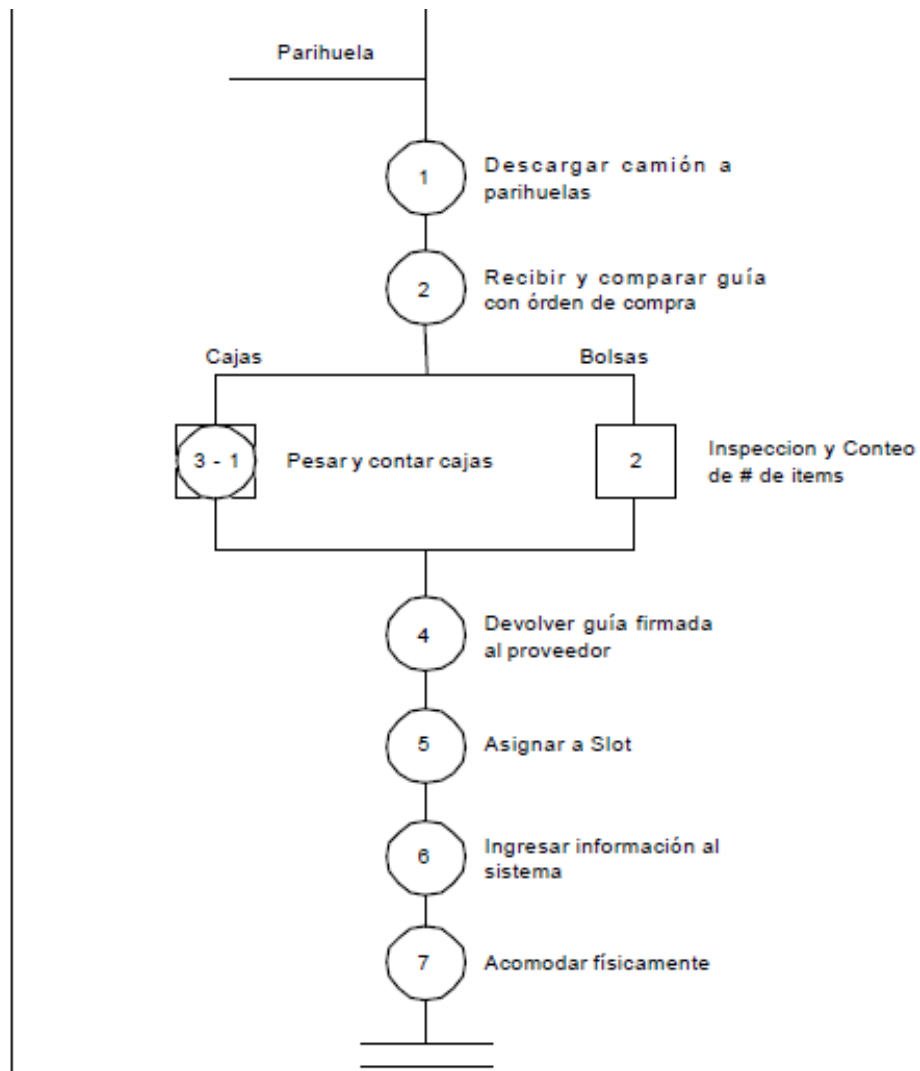 Parihuela
1
Descargar camión a
parihuelas
2
Recibir y comparar guía
con órden de compra
Cajas
Bolsas
3 - 1
Pesar y contar cajas
2
Inspeccion y Conteo
de # de items
4
Devolver guía firmada
al proveedor
5
Asignar a Slot
6
Ingresar información al
sistema
7
Acomodar físicamente